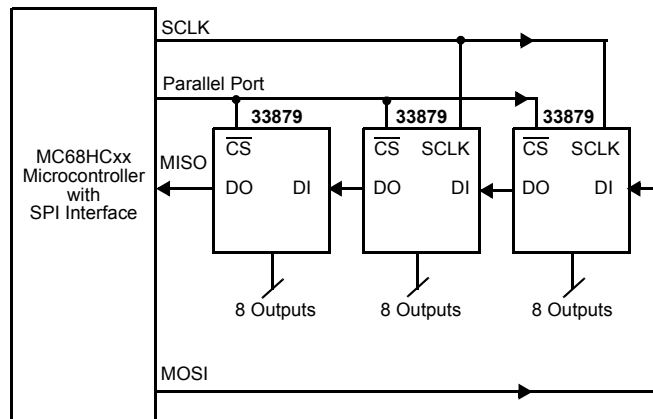 SCLK
Parallel Port
33879 33879 33879
CS CS SCLK CS SCLK
MC68HCxx
Microcontroller
with
SPI Interface
MISO
DO DI DO DI DO DI
8 Outputs 8 Outputs 8 Outputs
MOSI